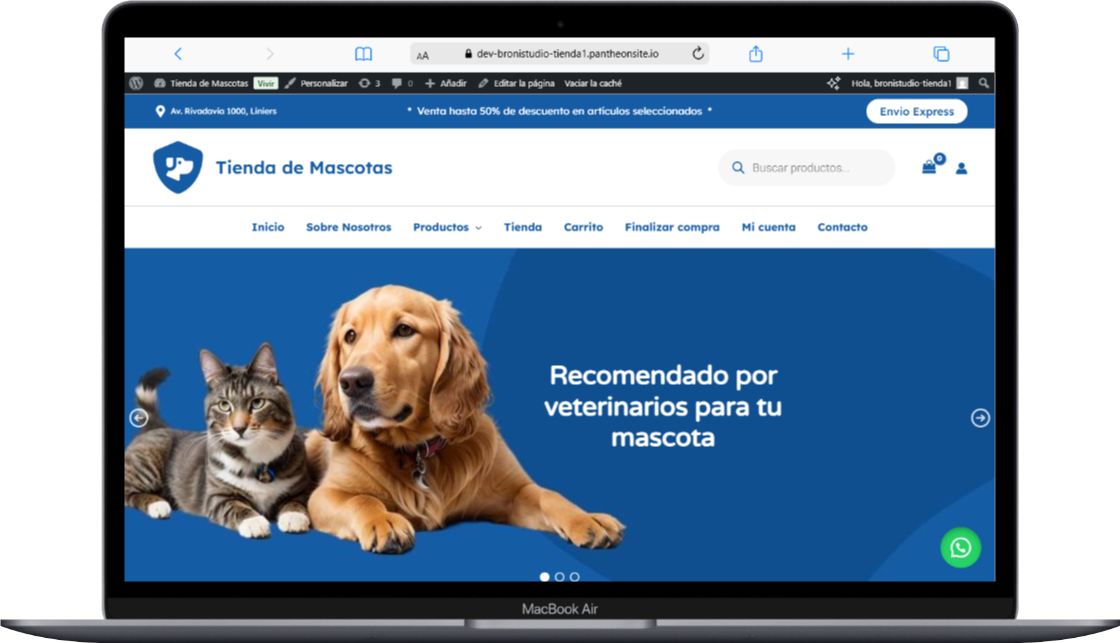 AA dev-bronistudio-tienda1.pantheonsite.io
Tienda de Mascotas Vivir Personalizar 3 0 Añadir Editar la página Vaciar la caché Hola, bronistudio-tienda1
Av. Rivadavia 1000, Liniers * Venta hasta 50% de descuento en artículos seleccionados * Envio Express
Tienda de Mascotas Buscar productos... 0
Inicio Sobre Nosotros Productos Tienda Carrito Finalizar compra Mi cuenta Contacto
Recomendado por
veterinarios para tu
mascota
MacBook Air